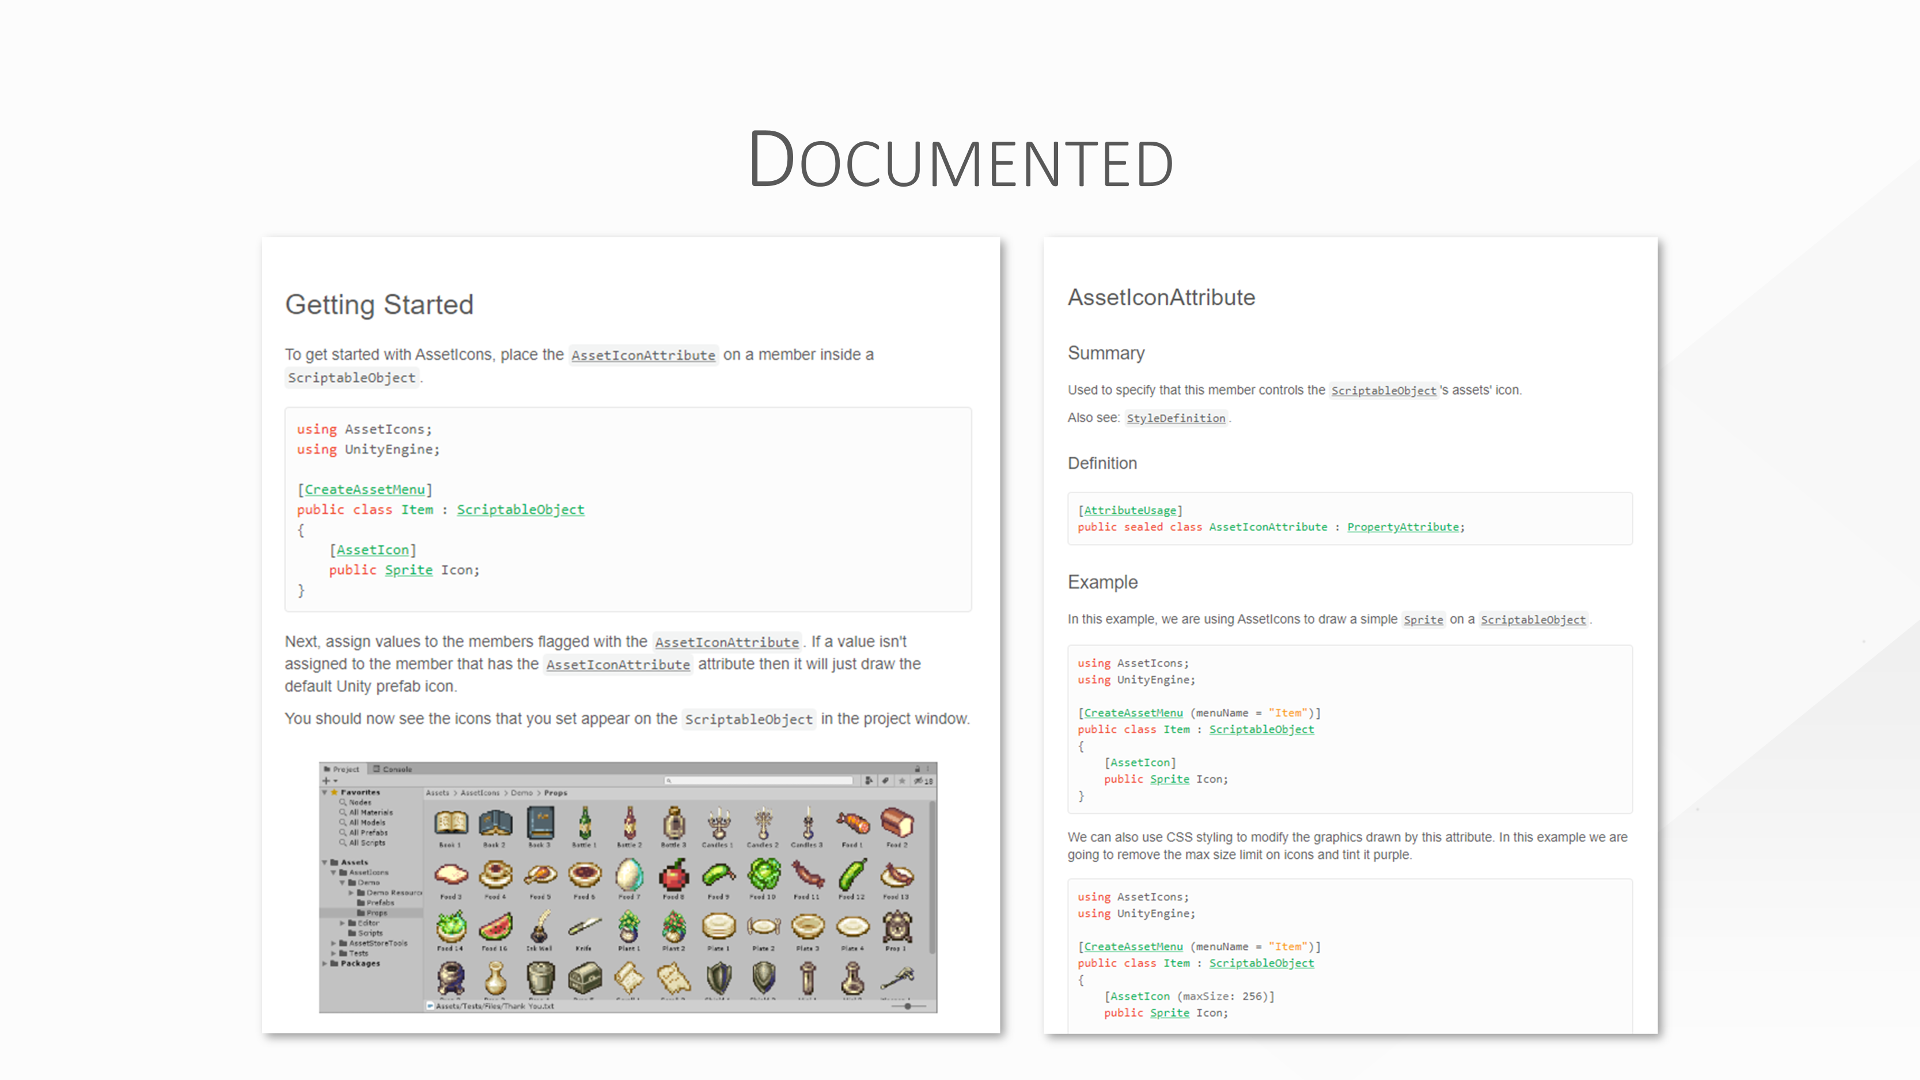 DOCUMENTED
Getting Started
To get started with AssetIcons, place the AssetIconAttribute on a member inside a
ScriptableObject.
using AssetIcons;
using UnityEngine;
[CreateAssetMenu]
public class Item : ScriptableObject
{
[AssetIcon]
public Sprite Icon;
}
Next, assign values to the members flagged with the AssetIconAttribute. If a value isn't
assigned to the member that has the AssetIconAttribute attribute then it will just draw the
default Unity prefab icon.
You should now see the icons that you set appear on the ScriptableObject in the project window.
Project Console
18
Favorites
Nodes
All Materials
All Models
All Prefabs
All Scripts
Assets
AssetIcons
Demo
Demo Resourc
Prefabs
Props
Editor
Scripts
AssetStoreTools
Tests
Packages
Assets > AssetIcons > Demo > Props
Book 1 Book 2 Book 3 Bottle 1 Bottle 2 Bottle 3 Candles 1 Candles 2 Candles 3 Food 1 Food 2
Food 3 Food 4 Food 5 Food 6 Food 7 Food 8 Food 9 Food 10 Food 11 Food 12 Food 13
Food 14 Food 16 Ink Well Knife Plant 1 Plant 2 Plate 1 Plate 2 Plate 3 Plate 4 Prop 1
Assets/Tests/Files/Thank You.txt
AssetIconAttribute
Summary
Used to specify that this member controls the ScriptableObject's assets' icon.
Also see: StyleDefinition.
Definition
[AttributeUsage]
public sealed class AssetIconAttribute : PropertyAttribute;
Example
In this example, we are using AssetIcons to draw a simple Sprite on a ScriptableObject.
using AssetIcons;
using UnityEngine;
[CreateAssetMenu (menuName = "Item")]
public class Item : ScriptableObject
{
[AssetIcon]
public Sprite Icon;
}
We can also use CSS styling to modify the graphics drawn by this attribute. In this example we are
going to remove the max size limit on icons and tint it purple.
using AssetIcons;
using UnityEngine;
[CreateAssetMenu (menuName = "Item")]
public class Item : ScriptableObject
{
[AssetIcon (maxSize: 256)]
public Sprite Icon;